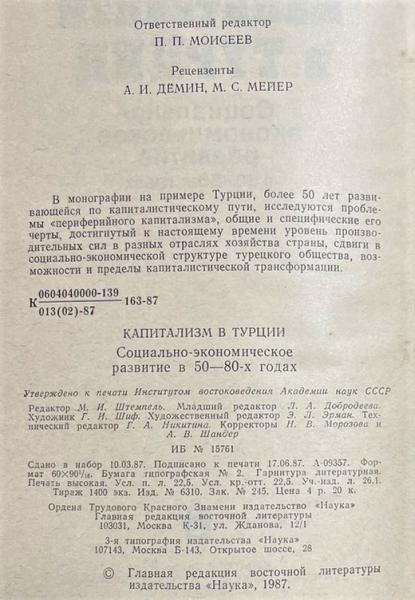 Ответственный редактор
П. П. МОИСЕЕВ
Рецензенты
А. И. ДЁМИН, М. С. МЕЙЕР
В монографии на примере Турции, более 50 лет разви-
вающейся по капиталистическому пути, исследуются пробле-
мы «периферийного капитализма», общие и специфические его
черты, достигнутый к настоящему времени уровень произво-
дительных сил в разных отраслях хозяйства страны, сдвиги в
социально-экономической структуре турецкого общества, воз-
можности и пределы капиталистической трансформации.
К 0604040000-139
013(02)-87 163-87
КАПИТАЛИЗМ В ТУРЦИИ
Социально-экономическое
развитие в 50—80-х годах
Утверждено к печати Институтом востоковедения Академии наук СССР
Редактор М. И. Штемпель. Младший редактор Л. А. Добродеева.
Художник Г. И. Шиф. Художественный редактор Э. Л. Эрман. Тех-
нический редактор Г. А. Никитина. Корректоры Н. В. Морозова и
А. В. Шандер
ИБ № 15761
Сдано в набор 10.03.87. Подписано к печати 17.06.87. А-09357. Фор-
мат 60×90 1/16. Бумага типографская № 2. Гарнитура литературная.
Печать высокая. Усл. п. л. 22,5. Усл. кр.-отт. 22,5. Уч.-изд. л. 26,1.
Тираж 1400 экз. Изд. № 6310. Зак. № 245. Цена 4 р. 20 к.
Ордена Трудового Красного Знамени издательство «Наука»
Главная редакция восточной литературы
103031, Москва К-31, ул. Жданова, 12/1
3-я типография издательства «Наука»
107143, Москва Б-143, Открытое шоссе, 28
© Главная редакция восточной литературы
издательства «Наука», 1987.